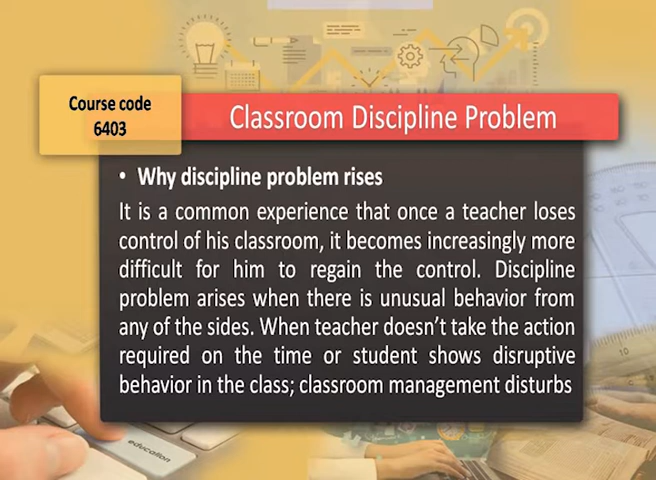 Course code
6403
Classroom Discipline Problem
• Why discipline problem rises
It is a common experience that once a teacher loses
control of his classroom, it becomes increasingly more
difficult for him to regain the control. Discipline
problem arises when there is unusual behavior from
any of the sides. When teacher doesn't take the action
required on the time or student shows disruptive
behavior in the class; classroom management disturbs
education
10